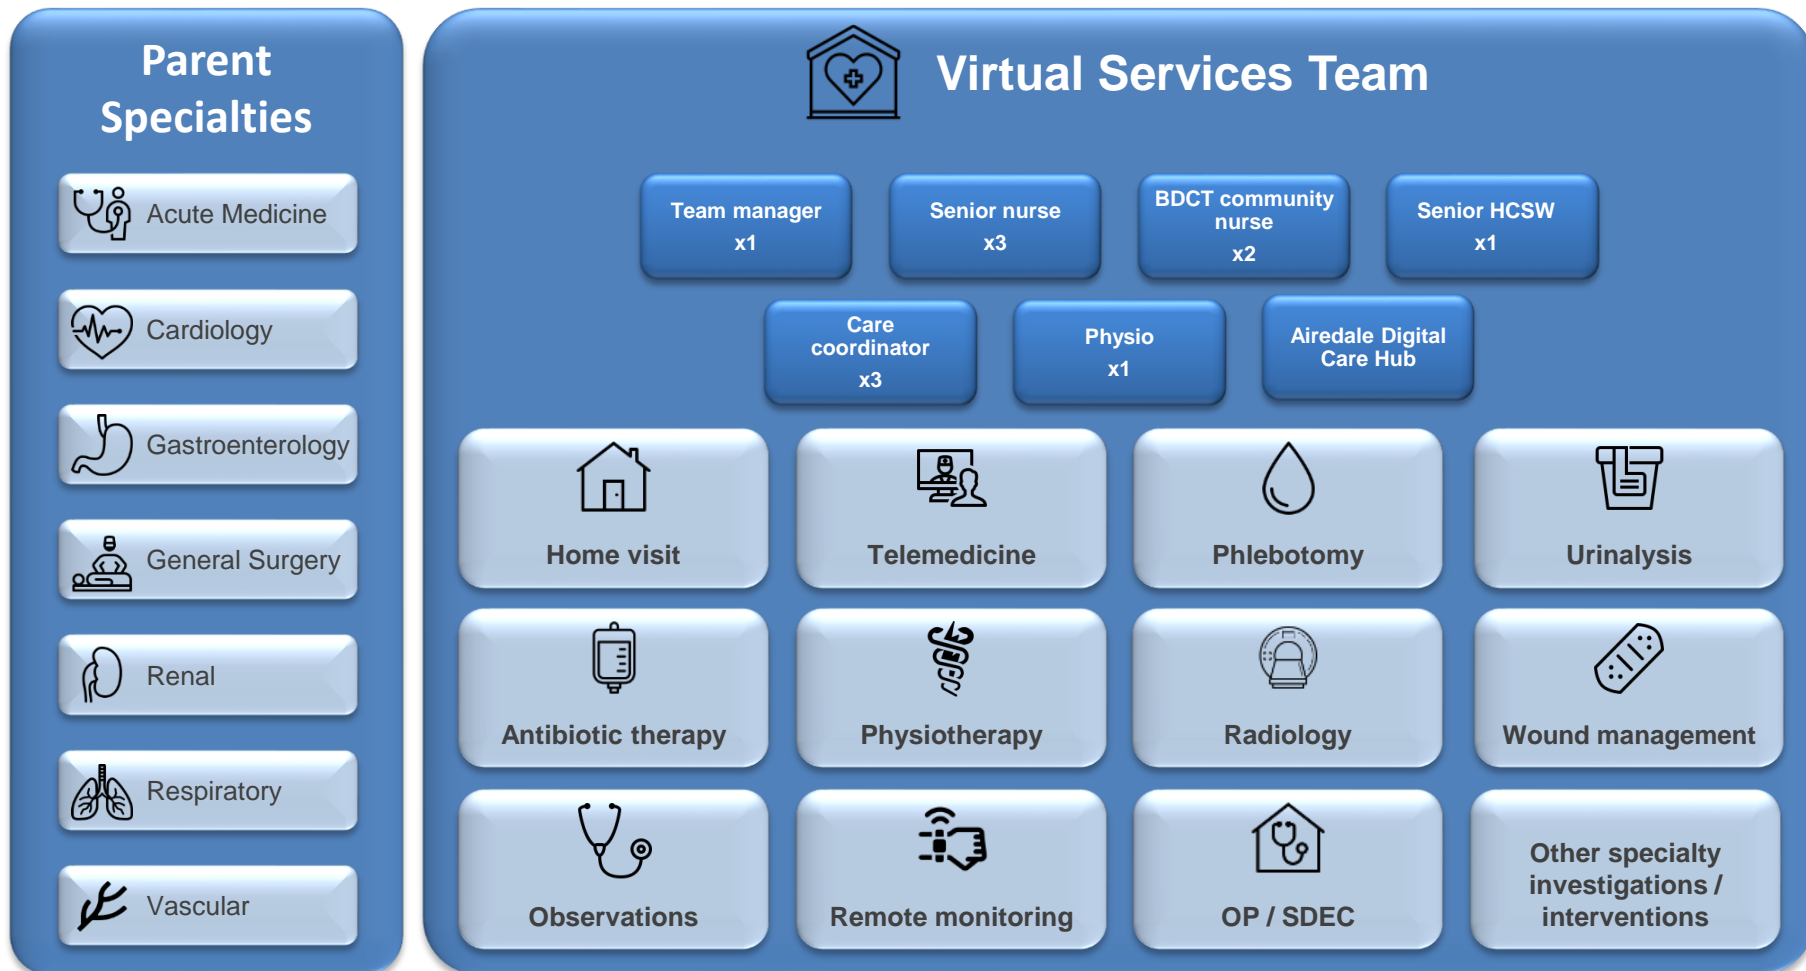 Parent
Specialties
Acute Medicine
Cardiology
Gastroenterology
General Surgery
Renal
Respiratory
Vascular
Virtual Services Team
Team manager
x1
Senior nurse
x3
BDCT community
nurse
x2
Senior HCSW
x1
Care
coordinator
x3
Physio
x1
Airedale Digital
Care Hub
Home visit
Telemedicine
Phlebotomy
Urinalysis
Antibiotic therapy
Physiotherapy
Radiology
Wound management
Observations
Remote monitoring
OP / SDEC
Other specialty
investigations /
interventions